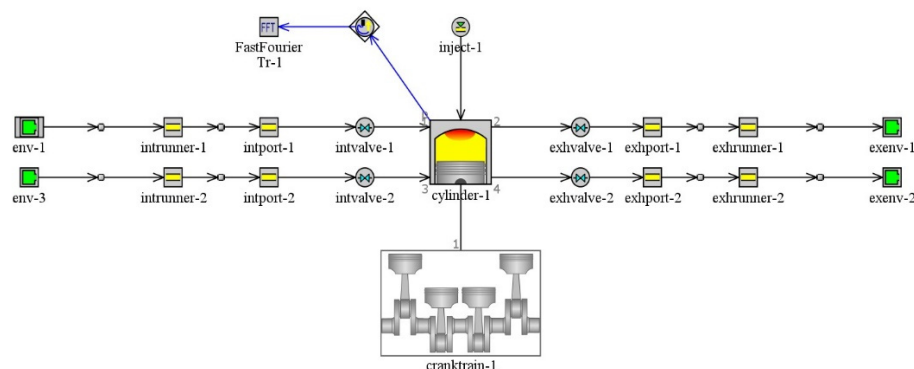 FFT
FastFourier
Tr-1
inject-1
env-1
intrunner-1
intport-1
intvalve-1
2
exhvalve-1
exhport-1
exhrunner-1
exenv-1
env-3
intrunner-2
intport-2
intvalve-2
3
cylinder-1
4
exhvalve-2
exhport-2
exhrunner-2
exenv-2
1
cranktrain-1